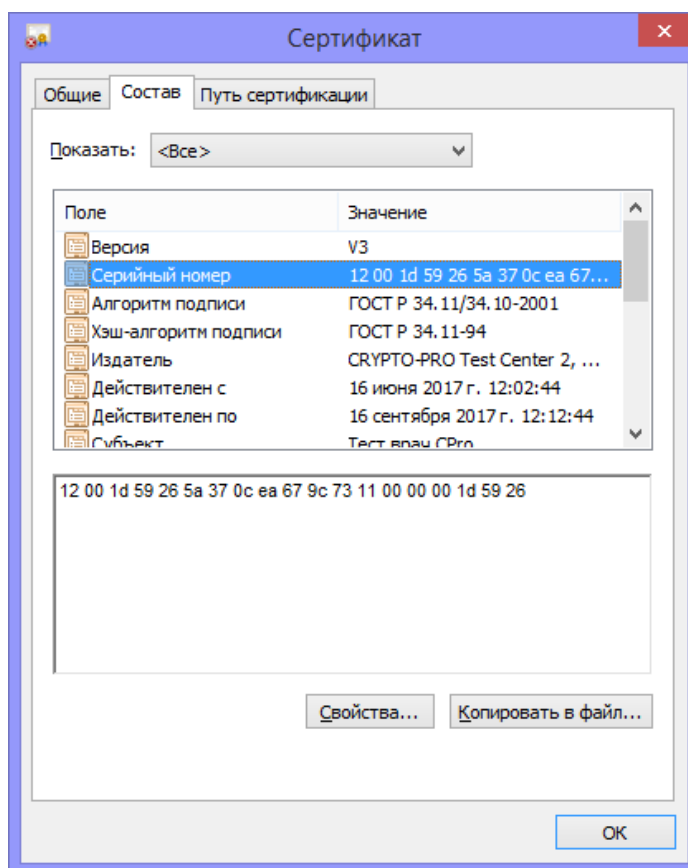 Сертификат
Общие Состав Путь сертификации
Показать: <Все>
Поле Значение
Версия V3
Серийный номер 12 00 1d 59 26 5a 37 0c ea 67...
Алгоритм подписи ГОСТ Р 34.11/34.10-2001
Хэш-алгоритм подписи ГОСТ Р 34.11-94
Издатель CRYPTO-PRO Test Center 2, ...
Действителен с 16 июня 2017 г. 12:02:44
Действителен по 16 сентября 2017 г. 12:12:44
Субъект Тест врач CPro
12 00 1d 59 26 5a 37 0c ea 67 9c 73 11 00 00 00 1d 59 26
Свойства... Копировать в файл...
OK